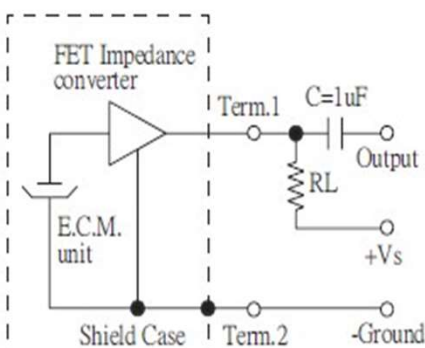 FET Impedance
converter
Term.1
C=1uF
Output
RL
E.C.M.
unit
+Vs
Shield Case
Term.2
-Ground